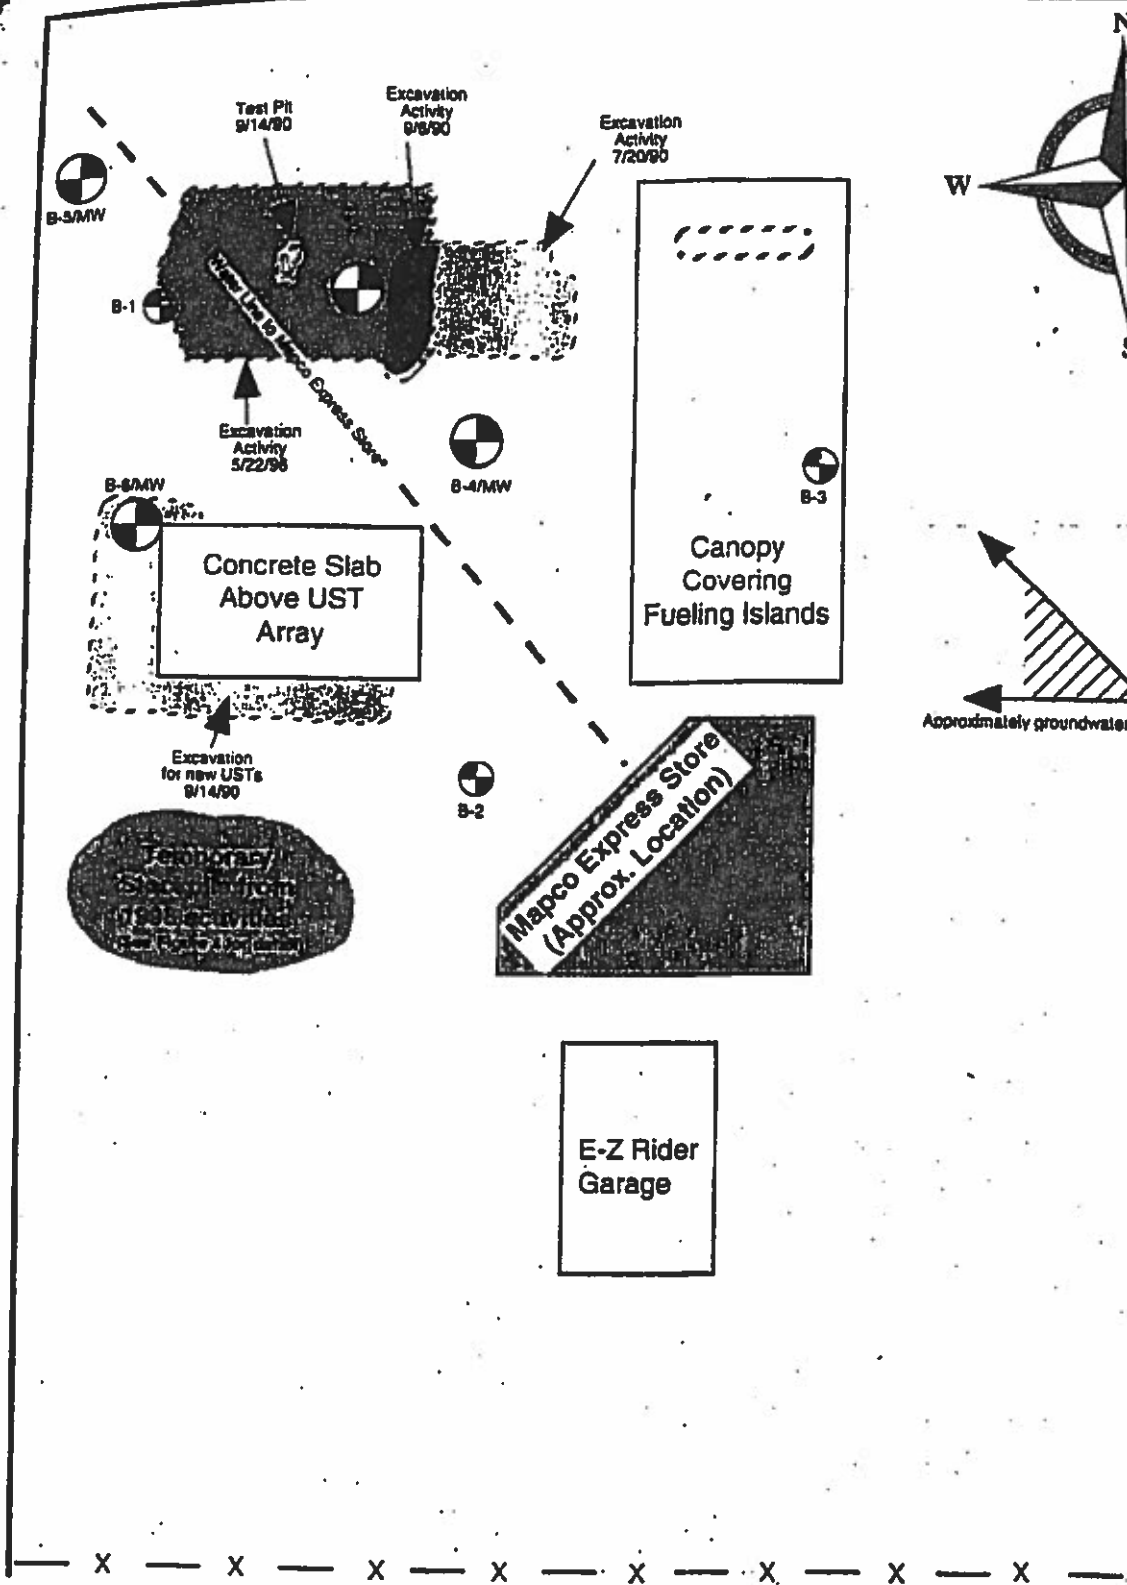 N
Test Pit
9/14/90
Excavation
Activity
9/6/90
Excavation
Activity
7/20/90
W
B-5/MW
B-1
Water Line to Mapco Express Store
S
Excavation
Activity
5/22/98
B-4/MW
B-6/MW
B-3
Concrete Slab
Above UST
Array
Canopy
Covering
Fueling Islands
Approximately groundwater
Excavation
for new USTs
9/14/90
B-2
Mapco Express Store
(Approx. Location)
Temporary
from
activities
E-Z Rider
Garage
X X X X X X X X